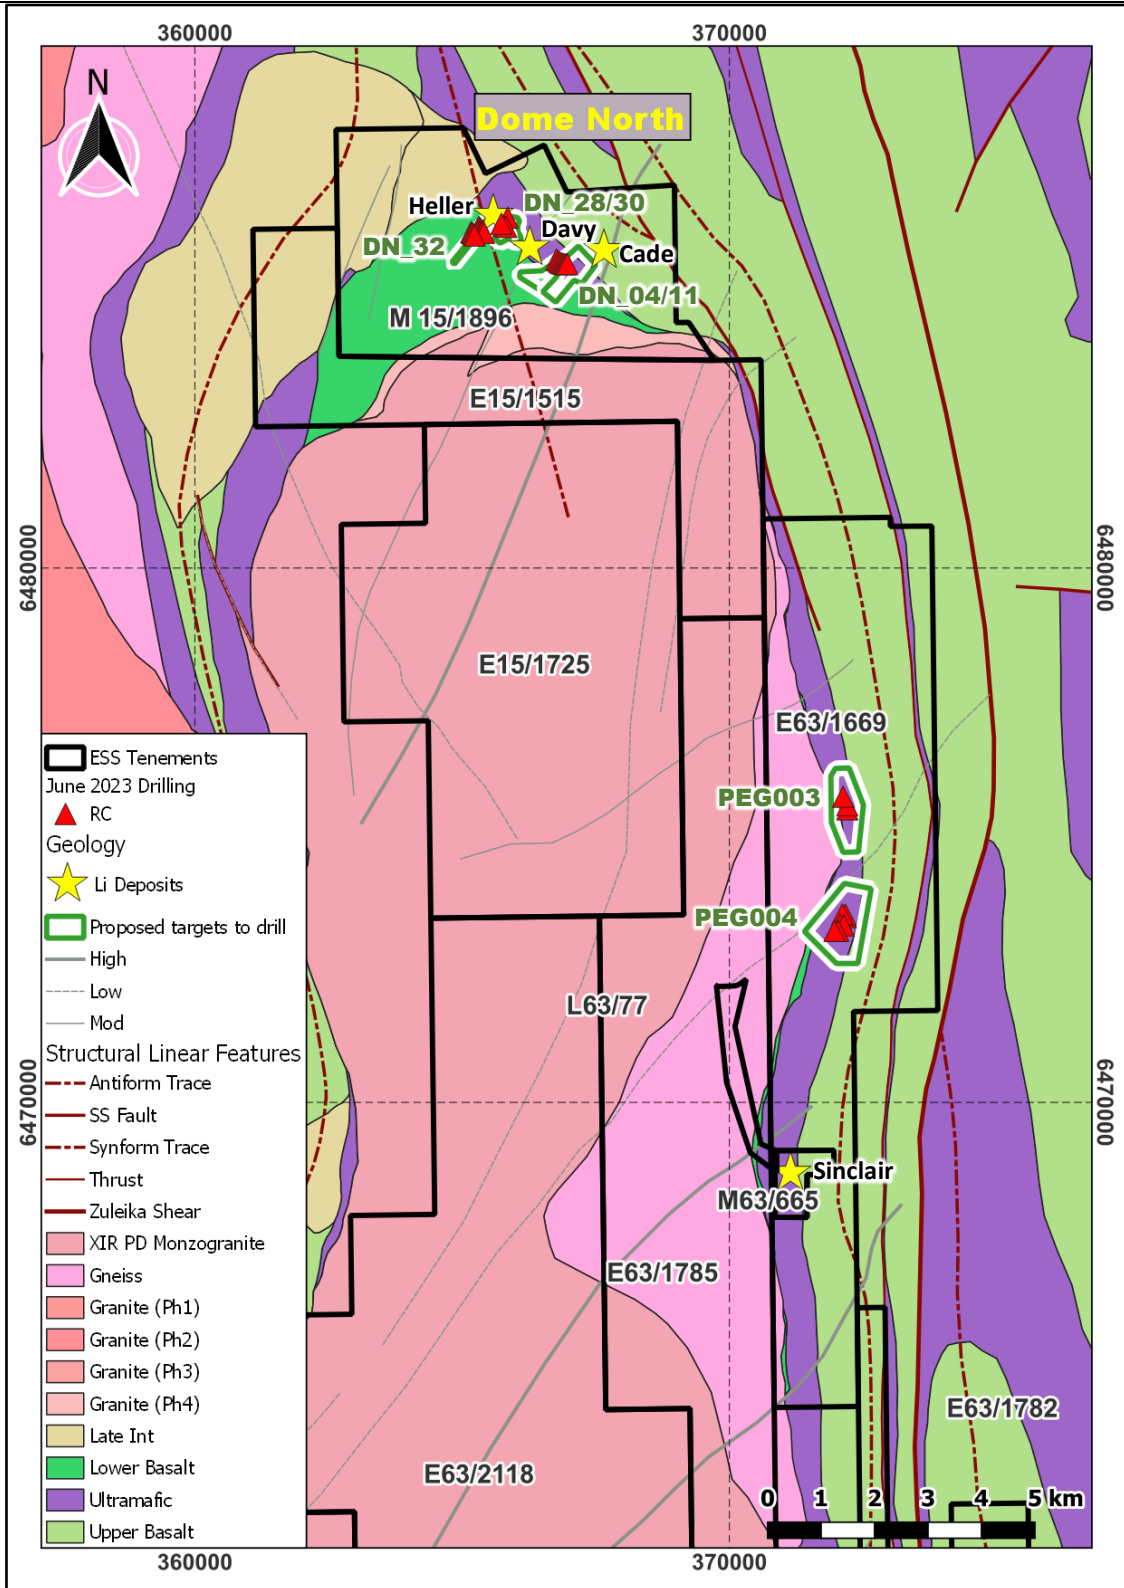 360000
370000
N
Dome North
Heller
DN_28/30
Davy
DN_32
Cade
DN_04/11
M 15/1896
E15/1515
6480000
6480000
E15/1725
E63/1669
ESS Tenements
June 2023 Drilling
RC
Geology
Li Deposits
Proposed targets to drill
High
Low
Mod
Structural Linear Features
Antiform Trace
SS Fault
Synform Trace
Thrust
Zuleika Shear
XIR PD Monzogranite
Gneiss
Granite (Ph1)
Granite (Ph2)
Granite (Ph3)
Granite (Ph4)
Late Int
Lower Basalt
Ultramafic
Upper Basalt
PEG003
PEG004
L63/77
6470000
6470000
Sinclair
M63/665
E63/1785
E63/1782
E63/2118
0 1 2 3 4 5 km
360000
370000